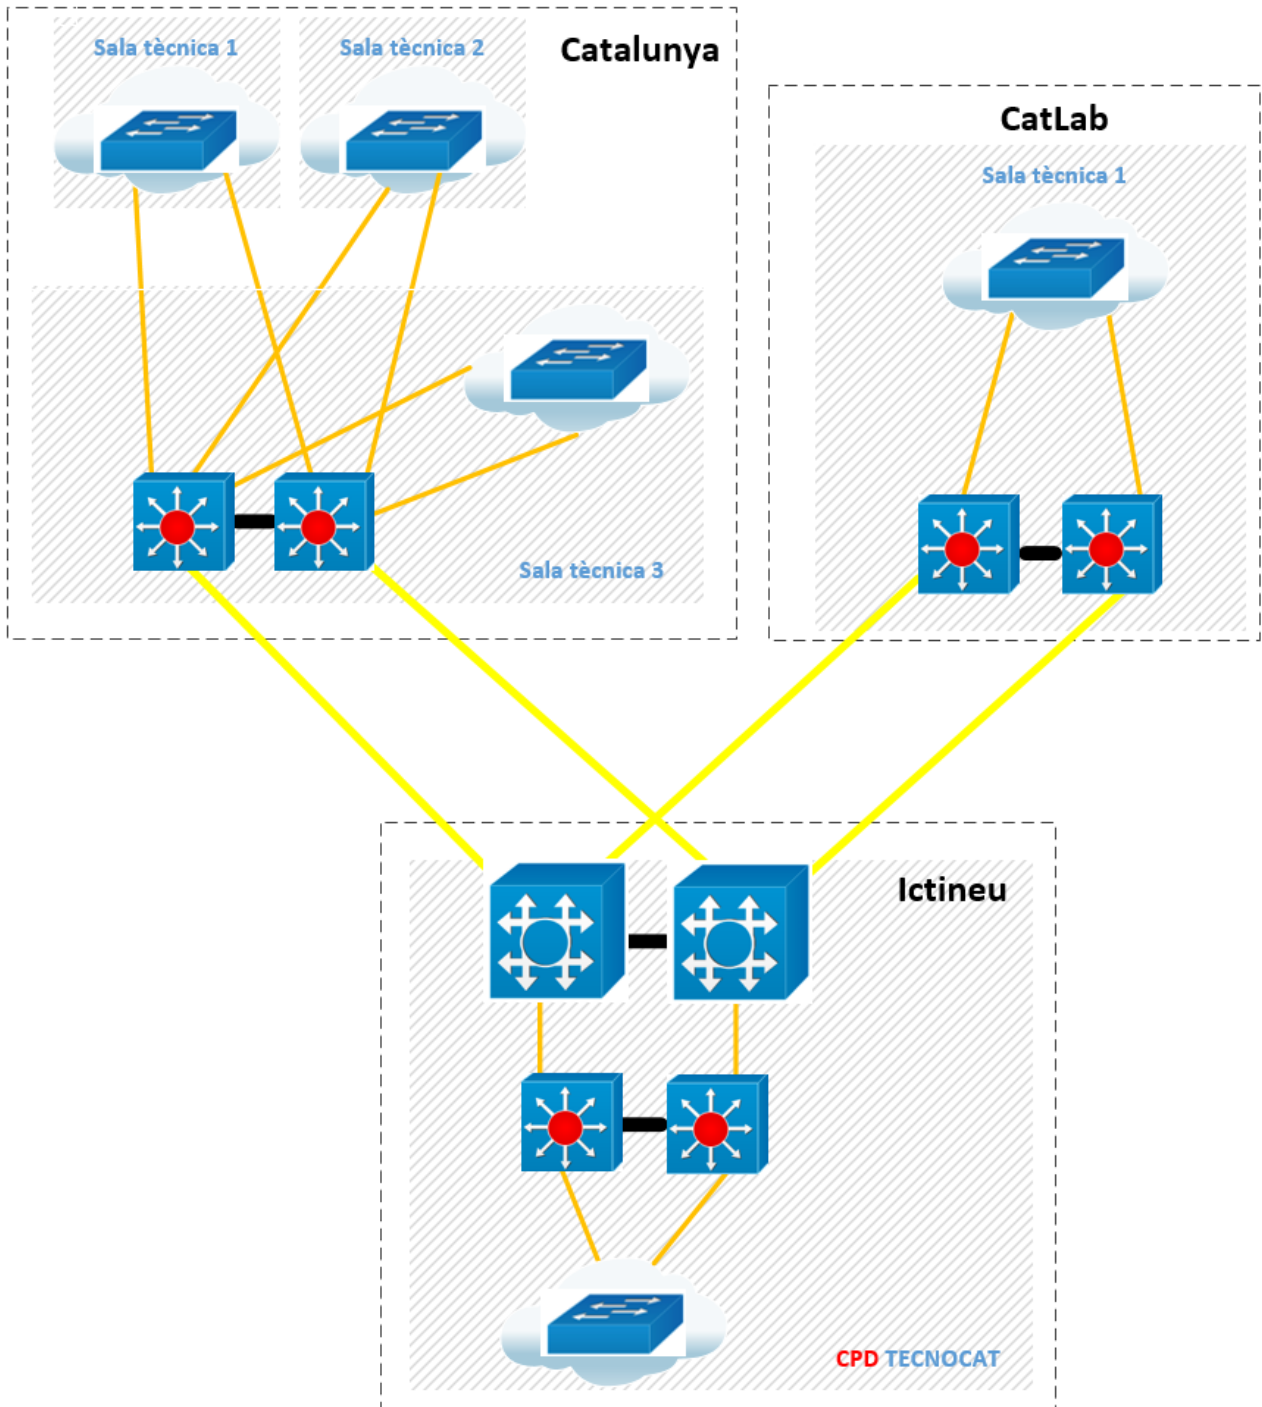 Sala tècnica 1
Sala tècnica 2
Catalunya
CatLab
Sala tècnica 1
Sala tècnica 3
Ictineu
CPD TECNOCAT